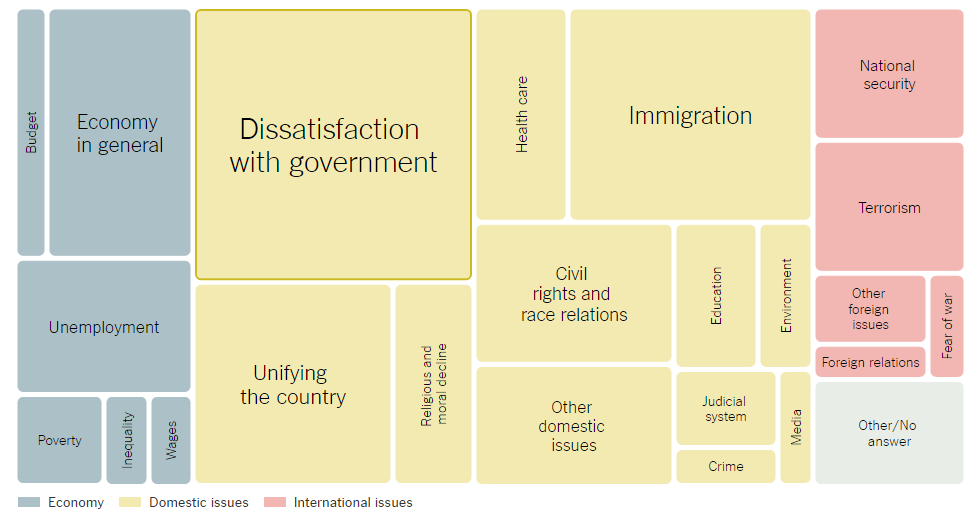 Budget
Economy
in general
Unemployment
Poverty
Inequality
Wages
Dissatisfaction
with government
Unifying
the country
Religious and
moral decline
Health care
Immigration
Civil
rights and
race relations
Education
Environment
Other
domestic
issues
Judicial
system
Crime
Media
National
security
Terrorism
Other
foreign
issues
Fear of war
Foreign relations
Other/No
answer
Economy
Domestic issues
International issues